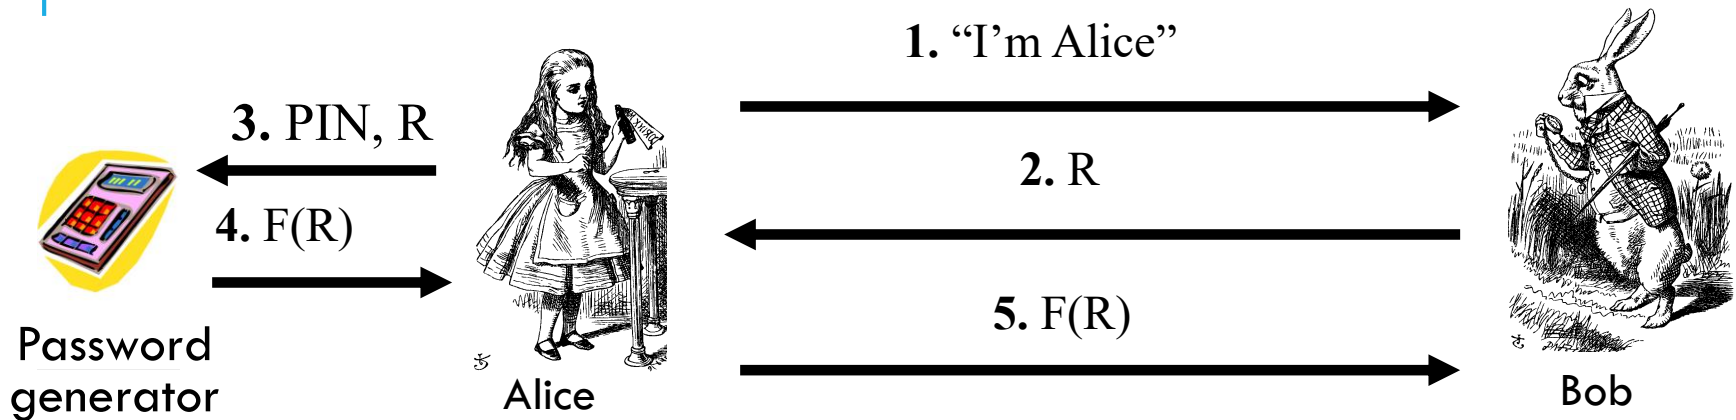 1. “I’m Alice”
3. PIN, R
2. R
4. F(R)
5. F(R)
Password
generator
Alice
Bob